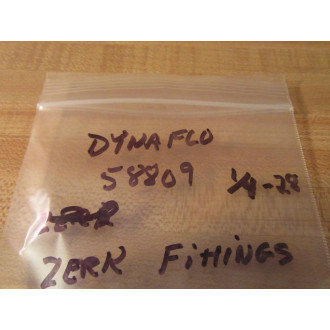 DYNAFLO
58809 1/4-28
ZERK FiTTiNGS